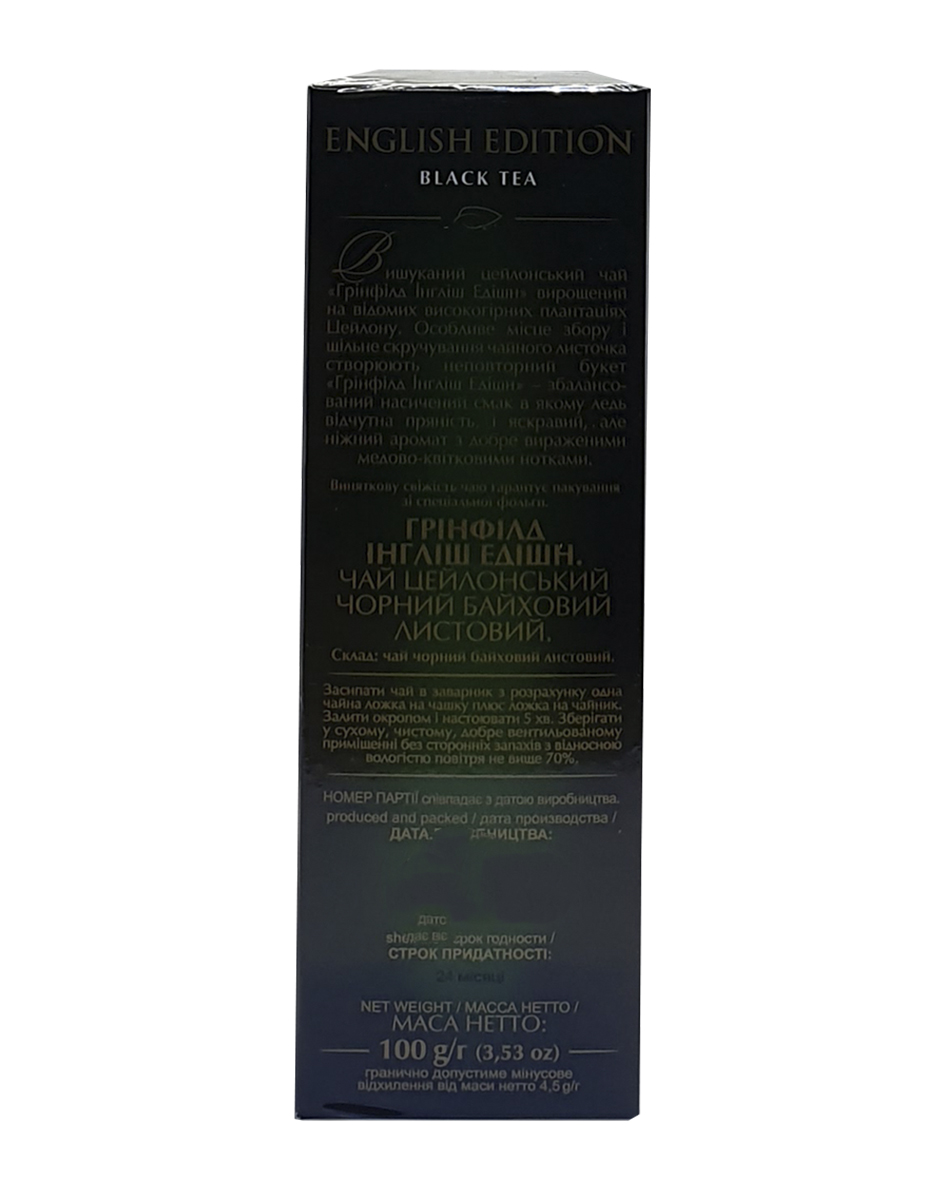 ENGLISH EDITION
BLACK TEA
Вишуканий цейлонський чай
«Грінфілд Інгліш Едішн» вирощений
на відомих високогірних плантаціях
Цейлону. Особливе місце збору і
щільне скручування чайного листочка
створюють неповторний букет
«Грінфілд Інгліш Едішн» – збалансо-
ваний насичений смак в якому ледь
відчутна пряність, і яскравий, але
ніжний аромат з добре вираженими
медово-квітковими нотками.
Виняткову свіжість чаю гарантує пакування
зі спеціальної фольги.
ГРІНФІЛД
ІНГЛІШ ЕДІШН.
ЧАЙ ЦЕЙЛОНСЬКИЙ
ЧОРНИЙ БАЙХОВИЙ
ЛИСТОВИЙ.
Склад: чай чорний байховий листовий.
Засипати чай в заварник з розрахунку одна
чайна ложка на чашку плюс ложка на чайник.
Залити окропом і настоювати 5 хв. Зберігати
у сухому, чистому, добре вентильованому
приміщенні без сторонніх запахів з відносною
вологістю повітря не вище 70%.
НОМЕР ПАРТІЇ співпадає з датою виробництва.
produced and packed / дата производства /
ДАТА
годности /
СТРОК ПРИДАТНОСТІ:
24 місяці
NET WEIGHT / МАССА НЕТТО /
МАСА НЕТТО:
100 g/г (3,53 oz)
гранично допустиме мінусове
відхилення від маси нетто 4,5 g/г